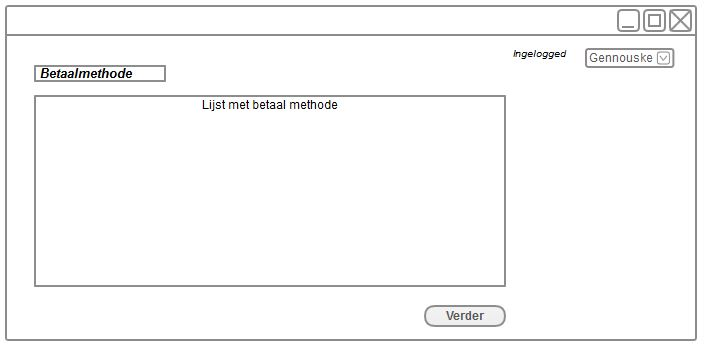 Ingelogged
Gennouske
Betaalmethode
Lijst met betaal methode
Verder